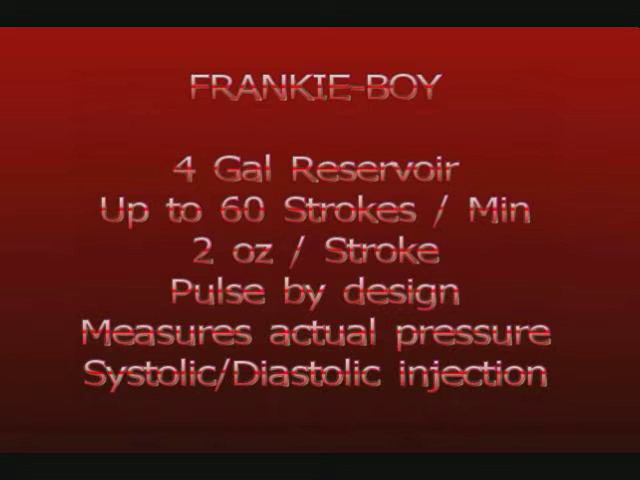 FRANKIE-BOY
4 Gal Reservoir
Up to 60 Strokes / Min
2 oz / Stroke
Pulse by design
Measures actual pressure
Systolic/Diastolic injection